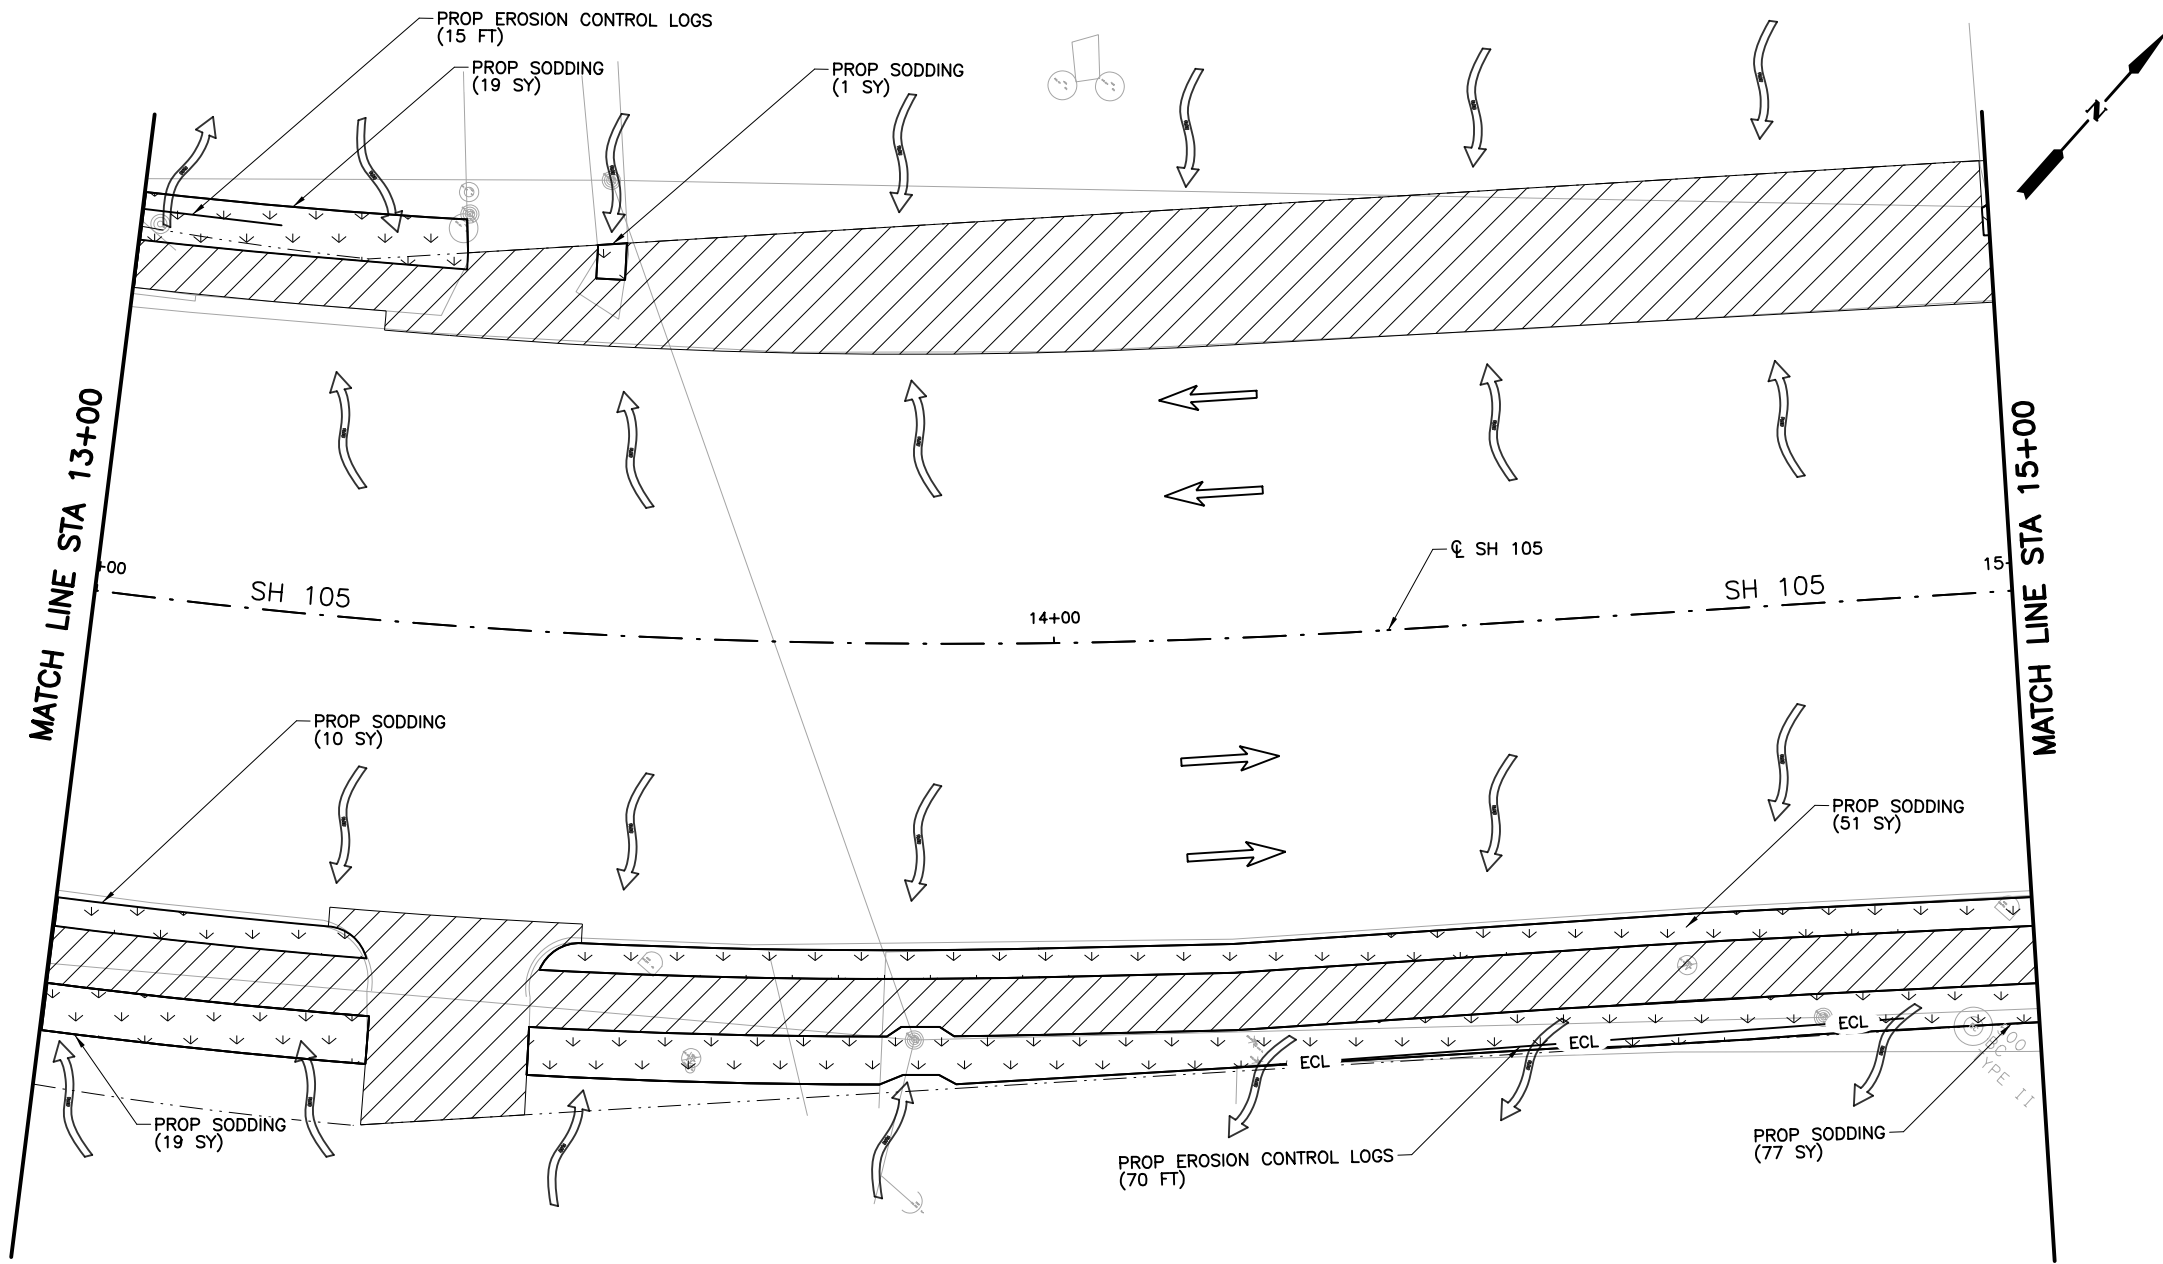 PROP EROSION CONTROL LOGS
(15 FT)
PROP SODDING
(19 SY)
PROP SODDING
(1 SY)
N
MATCH LINE STA 13+00
MATCH LINE STA 15+00
℄ SH 105
+00
SH 105
14+00
SH 105
15
PROP SODDING
(10 SY)
PROP SODDING
(51 SY)
ECL
ECL
ECL
PROP SODDING
(19 SY)
PROP EROSION CONTROL LOGS
(70 FT)
PROP SODDING
(77 SY)